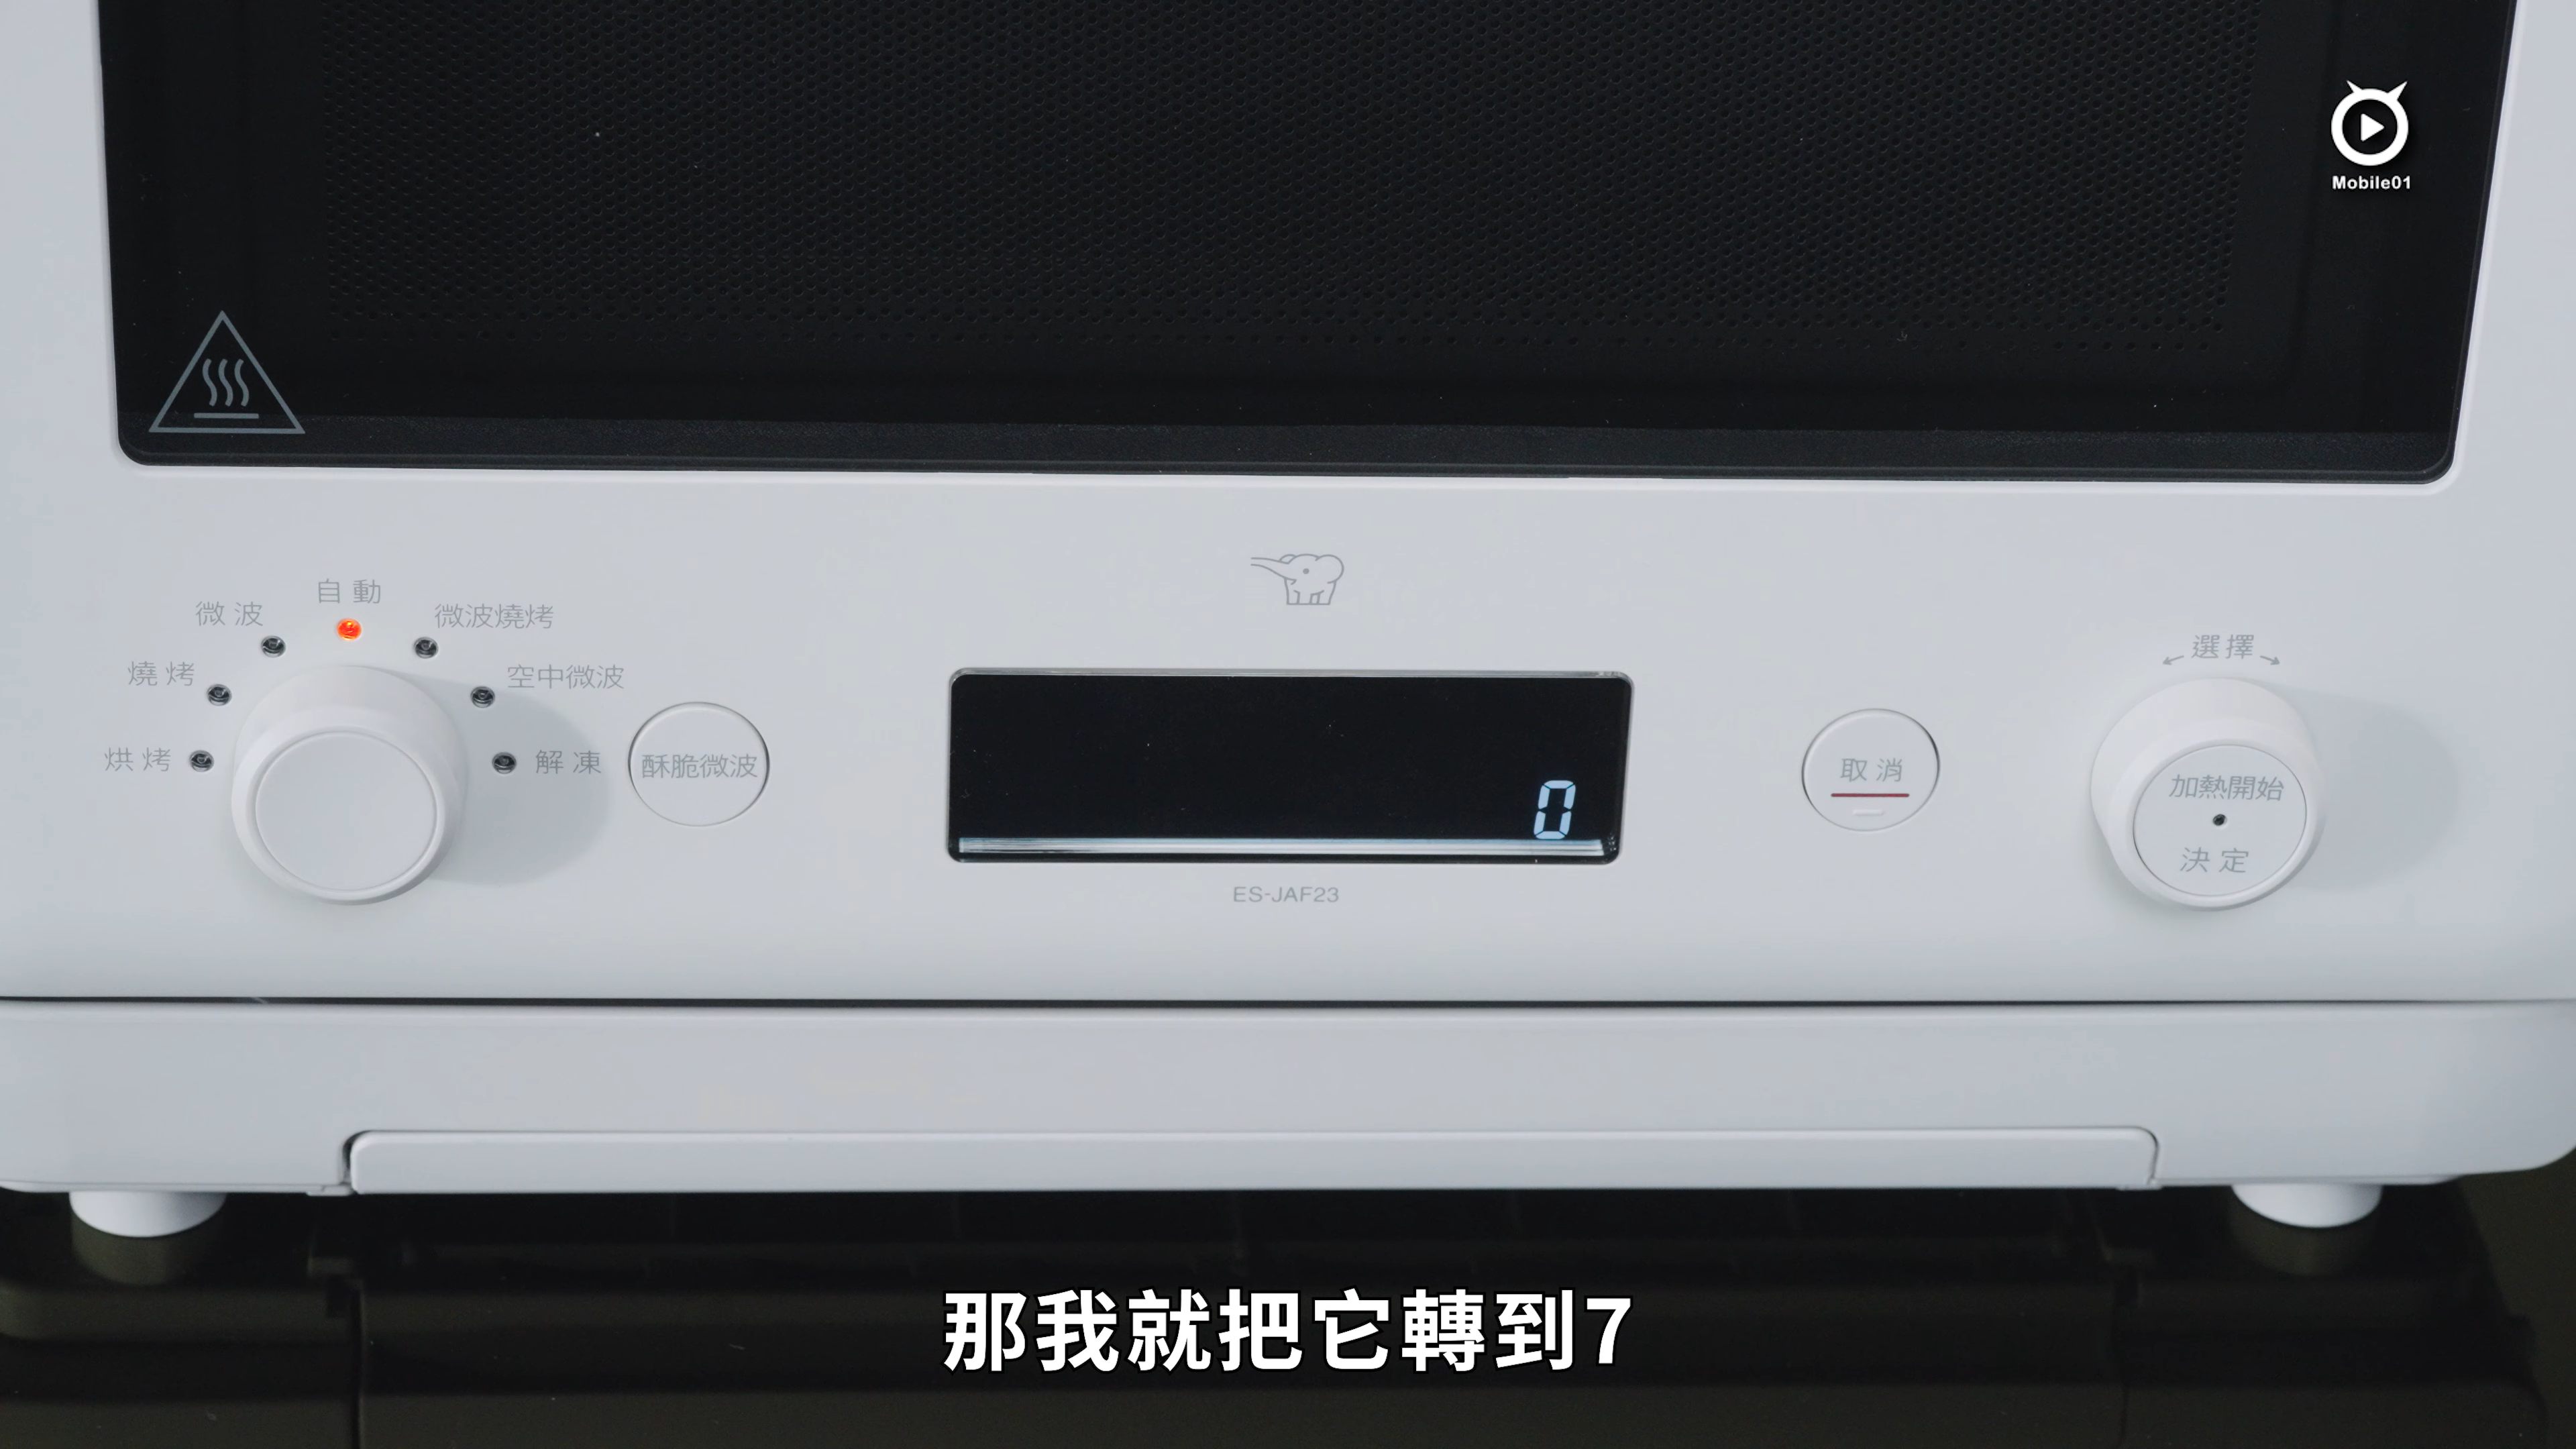 Mobile01
自動
微波
微波燒烤
燒烤
空中微波
烘烤
解凍
酥脆微波
0
ES-JAF23
取消
選擇
加熱開始
決定
那我就把它轉到7